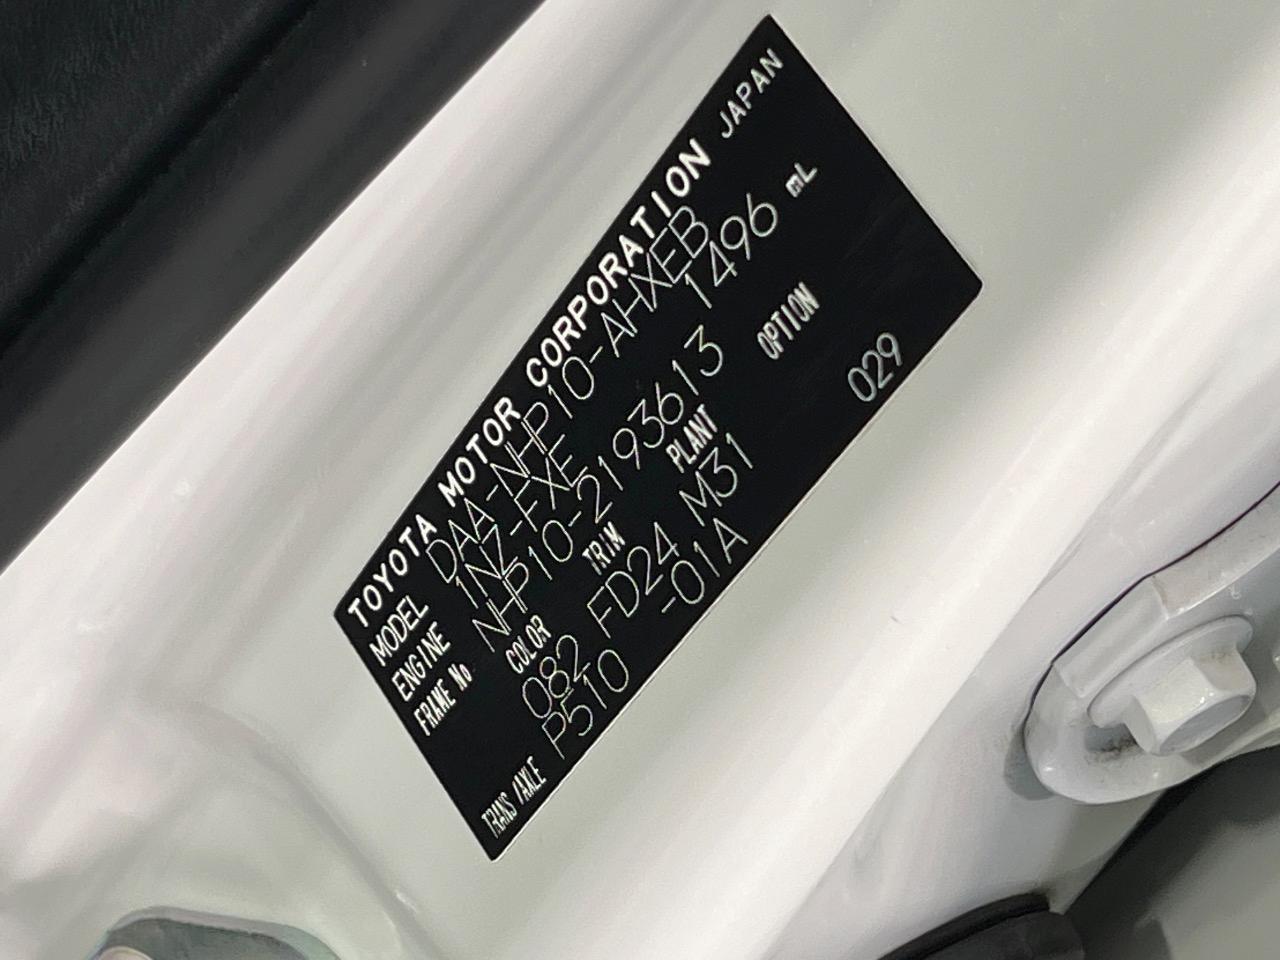 TOYOTA MOTOR CORPORATION JAPAN
MODEL DAA-NHP10-AHXEB
ENGINE 1NZ-FXE 1496 mL
FRAME No NHP10-2193613
COLOR TRIM PLANT OPTION
082 FD24 M31 029
TRANS/AXLE P510 -01A